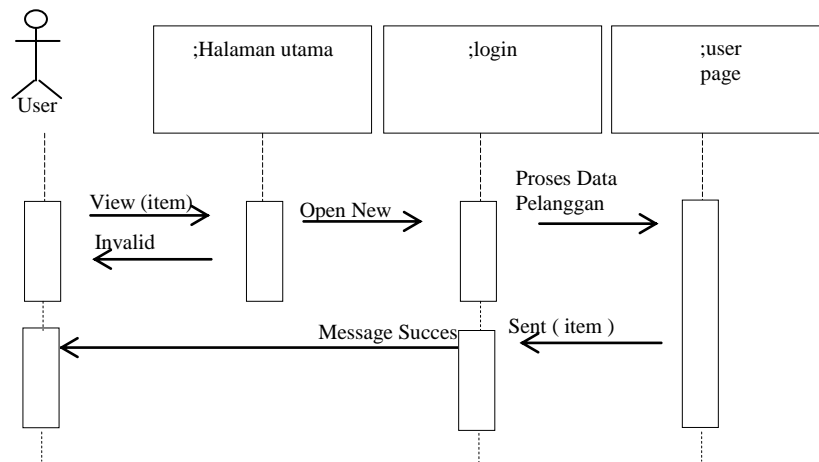 ;Halaman utama
;login
;user
page
User
View (item)
Invalid
Open New
Proses Data
Pelanggan
Message Succes
Sent ( item )